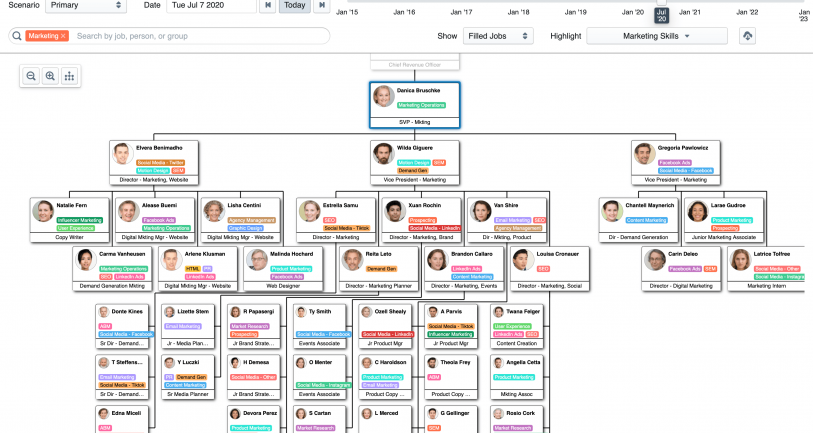 Scenario Primary Date Tue Jul 7 2020 Today
Jan '15 Jan '16 Jan '17 Jan '18 Jan '19 Jan '20 Jul '20 Jan '21 Jan '22 Jan '23
Marketing × Search by job, person, or group Show Filled Jobs Highlight Marketing Skills
Chief Revenue Officer
Danica Bruschke
Marketing Operations
SVP - Mkting
Elvera Benimadho
Social Media - Twitter
Motion Design SEM
Director - Marketing, Website
Wilda Giguere
Motion Design SEM
Demand Gen
Vice President - Marketing
Gregoria Pawlowicz
Facebook Ads
Social Media - Facebook
Vice President - Marketing
Natalie Fern
Influencer Marketing
User Experience
Copy Writer
Alease Buemi
Facebook Ads
Marketing Operations
Digital Mkting Mgr - Website
Lisha Centini
Agency Management
Graphic Design
Digital Mkting Mgr - Website
Estrella Samu
SEO
Social Media - Tiktok
Director - Marketing
Xuan Rochin
Prospecting
Social Media - LinkedIn
Director - Marketing, Brand
Van Shire
Email Marketing SEO
Agency Management
Dir - Mkting, Product
Chantell Maynerich
Content Marketing
Dir - Demand Generation
Larae Gudroe
Product Marketing
Prospecting
Junior Marketing Associate
Carma Vanheusen
Marketing Operations
SEO LinkedIn Ads
Demand Generation Mkting
Arlene Klusman
HTML PR
LinkedIn Ads
Digital Mkting Mgr - Website
Malinda Hochard
Product Marketing
Facebook Ads
Web Designer
Reita Leto
Demand Gen
Director - Marketing Planner
Brandon Callaro
LinkedIn Ads
Content Marketing
Director - Marketing, Events
Louisa Cronauer
SEO
Director - Marketing, Social
Carin Deleo
Facebook Ads SEM
Director - Digital Marketing
Latrice Tolfree
Social Media - Other
Social Media - Instagra
Marketing Intern
Donte Kines
ABM
Social Media - Facebook
Sr Dir - Demand...
Lizette Stem
Email Marketing
Jr - Media Plan...
R Papasergi
Market Research
Prospecting
Jr Brand Strate...
Ty Smith
Social Media - Facebook
Events Associate
Ozell Shealy
Social Media - LinkedIn
Jr Product Mgr
A Parvis
Social Media - Tiktok
Influencer Marketing
Jr Product Mgr
Twana Felger
User Experience
LinkedIn Ads SEO
Content Creation
T Steffens...
Email Marketing
Social Media - Tiktok
Sr Dir - Demand...
Y Luczki
PR Demand Gen
Content Marketing
Sr Media Planner
H Demesa
Social Media - Other
Jr Brand Strate...
O Menter
Social Media - Instagram
Events Associate
C Haroldson
Product Marketing
Email Marketing
Product Copy ...
Theola Frey
ABM
Product Copy ...
Angella Cetta
Product Marketing
Mkting Assoc
Edna Miceli
ABM
Devora Perez
Product Marketing
S Cartan
Market Research
L Merced
G Gellinger
SEM
Rosio Cork
Market Research